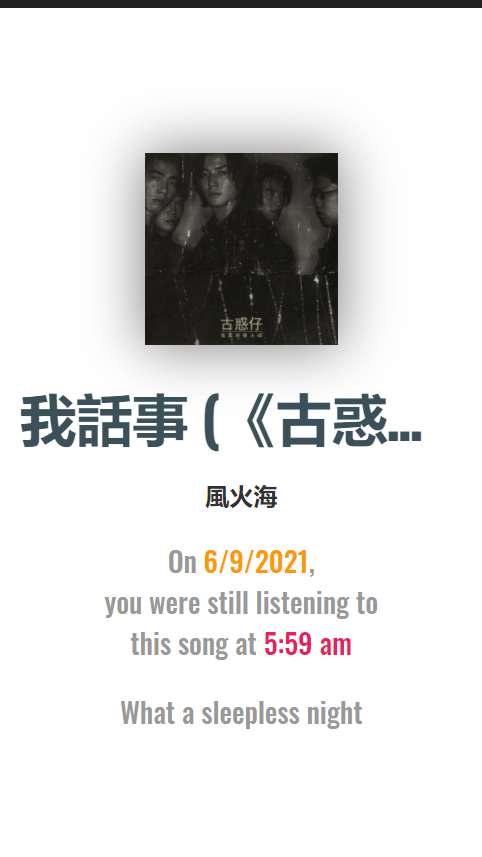 古惑仔
我話事 (《古惑...
風火海
On 6/9/2021,
you were still listening to
this song at 5:59 am
What a sleepless night